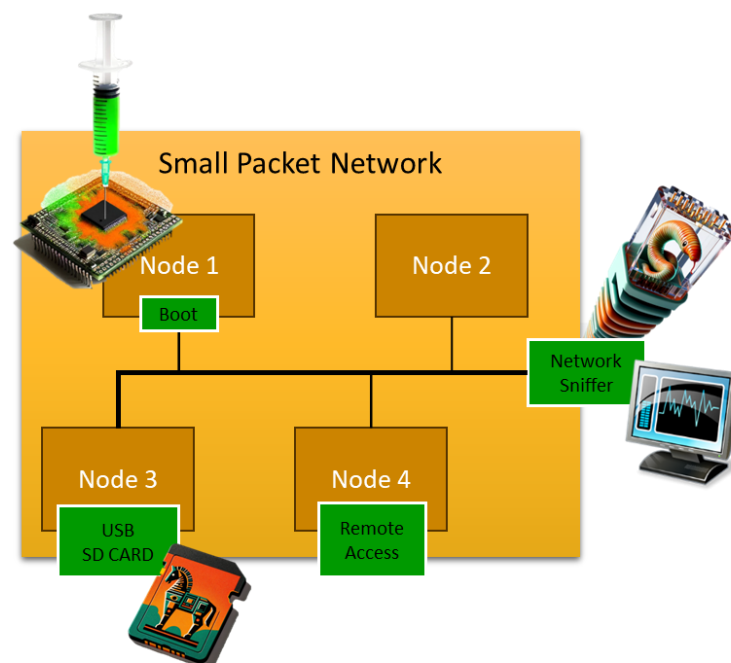 Small Packet Network
Node 1
Boot
Node 2
Network
Sniffer
Node 3
USB
SD CARD
Node 4
Remote
Access